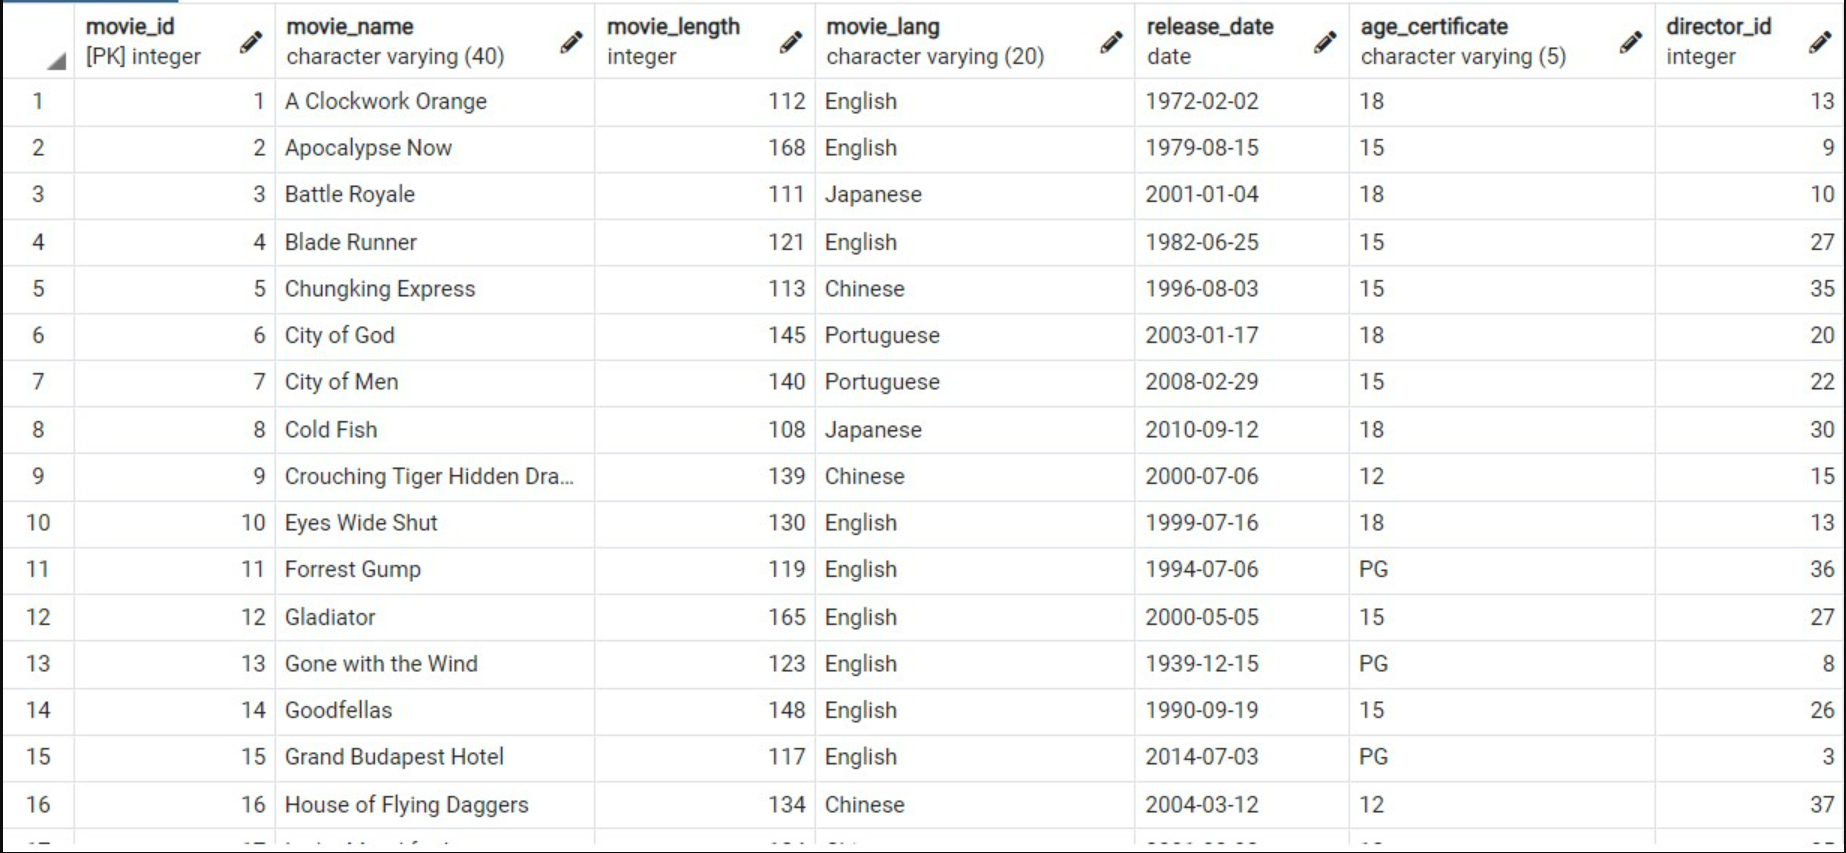 movie_id movie_name movie_length movie_lang release_date age_certificate director_id
[PK] integer character varying (40) integer character varying (20) date character varying (5) integer
1 1 A Clockwork Orange 112 English 1972-02-02 18 13
2 2 Apocalypse Now 168 English 1979-08-15 15 9
3 3 Battle Royale 111 Japanese 2001-01-04 18 10
4 4 Blade Runner 121 English 1982-06-25 15 27
5 5 Chungking Express 113 Chinese 1996-08-03 15 35
6 6 City of God 145 Portuguese 2003-01-17 18 20
7 7 City of Men 140 Portuguese 2008-02-29 15 22
8 8 Cold Fish 108 Japanese 2010-09-12 18 30
9 9 Crouching Tiger Hidden Dra... 139 Chinese 2000-07-06 12 15
10 10 Eyes Wide Shut 130 English 1999-07-16 18 13
11 11 Forrest Gump 119 English 1994-07-06 PG 36
12 12 Gladiator 165 English 2000-05-05 15 27
13 13 Gone with the Wind 123 English 1939-12-15 PG 8
14 14 Goodfellas 148 English 1990-09-19 15 26
15 15 Grand Budapest Hotel 117 English 2014-07-03 PG 3
16 16 House of Flying Daggers 134 Chinese 2004-03-12 12 37